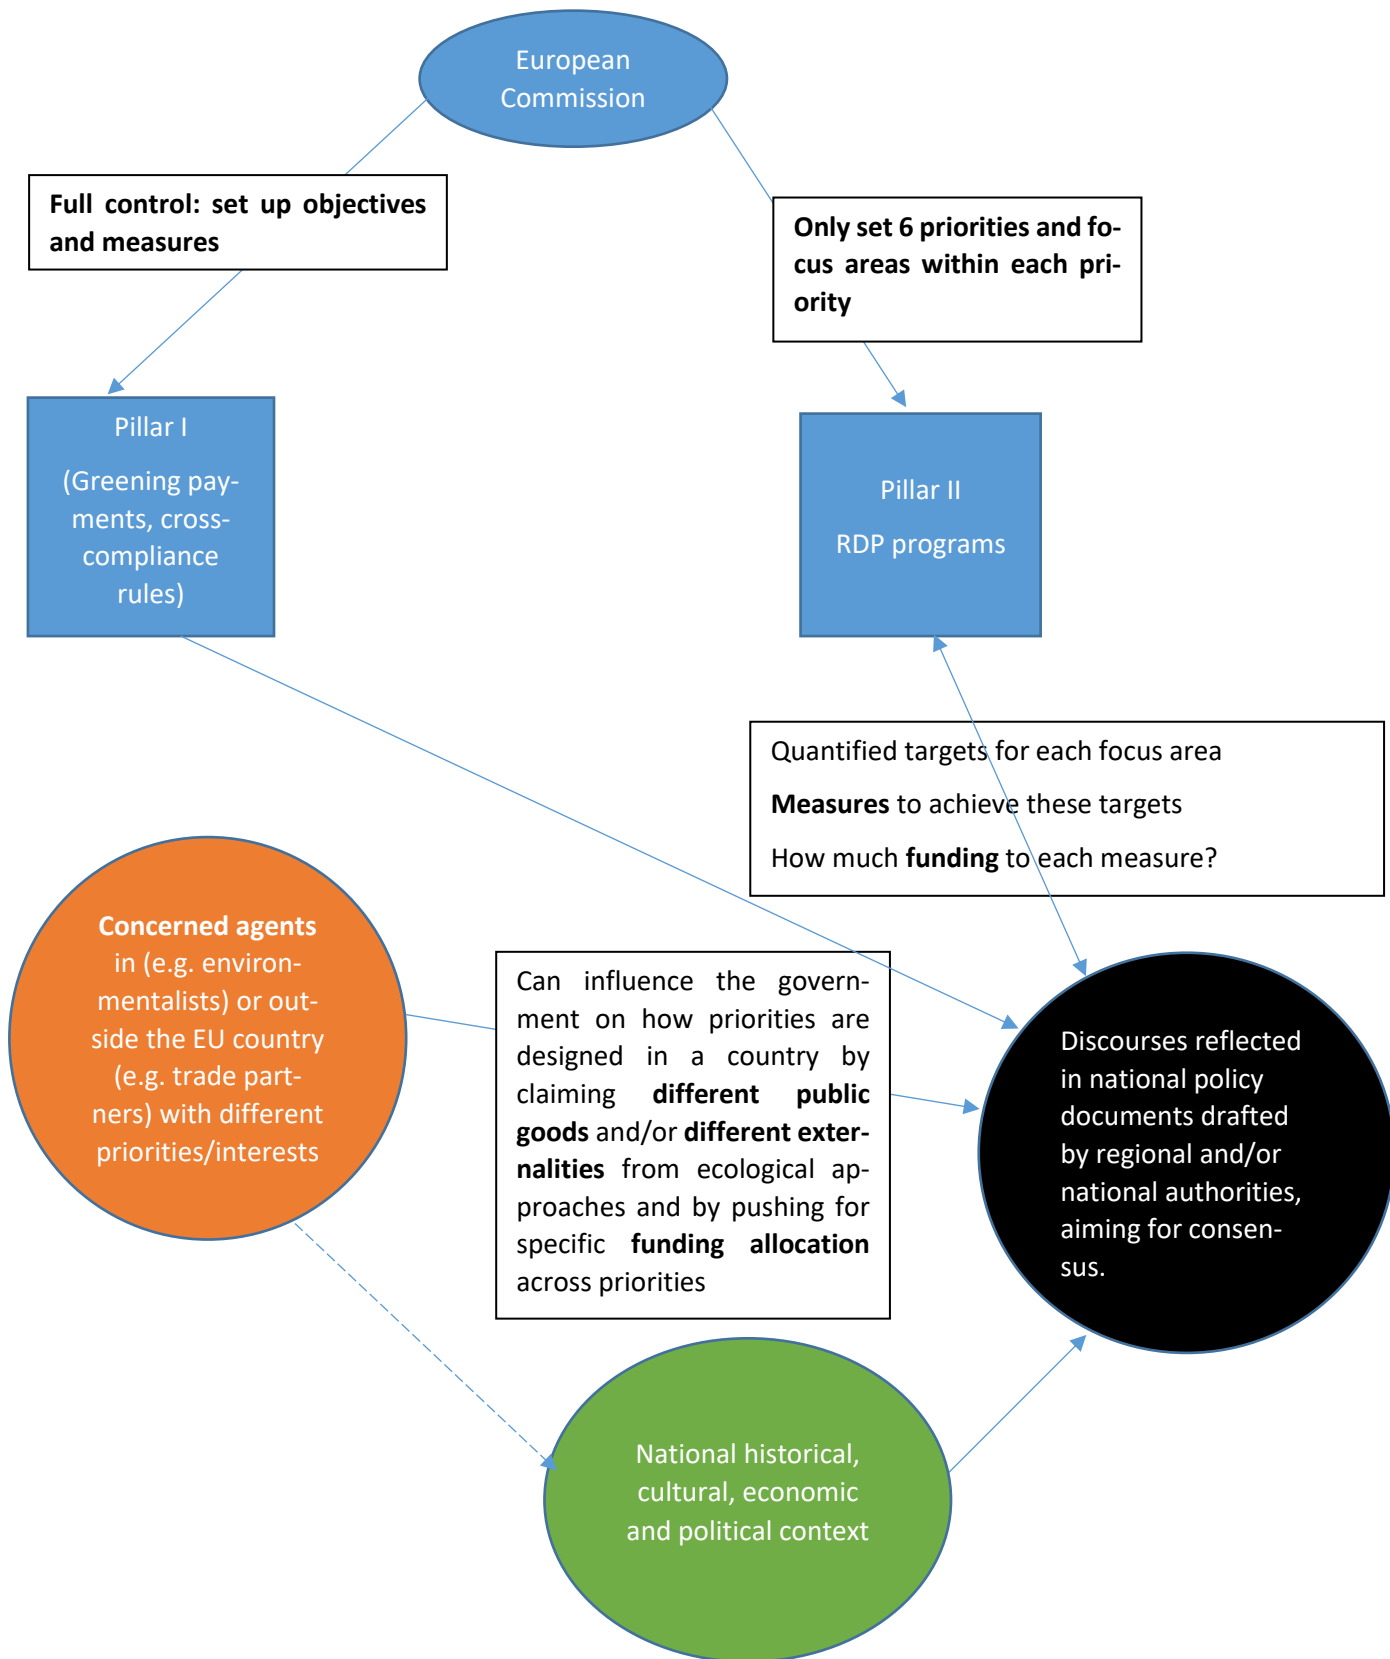 European
Commission
Full control: set up objectives
and measures
Only set 6 priorities and fo-
cus areas within each pri-
ority
Pillar I
(Greening pay-
ments, cross-
compliance
rules)
Pillar II
RDP programs
Quantified targets for each focus area
Measures to achieve these targets
How much funding to each measure?
Concerned agents
in (e.g. environ-
mentalists) or out-
side the EU country
(e.g. trade part-
ners) with different
priorities/interests
Can influence the govern-
ment on how priorities are
designed in a country by
claiming different public
goods and/or different exter-
nalities from ecological ap-
proaches and by pushing for
specific funding allocation
across priorities
Discourses reflected
in national policy
documents drafted
by regional and/or
national authorities,
aiming for consen-
sus.
National historical,
cultural, economic
and political context